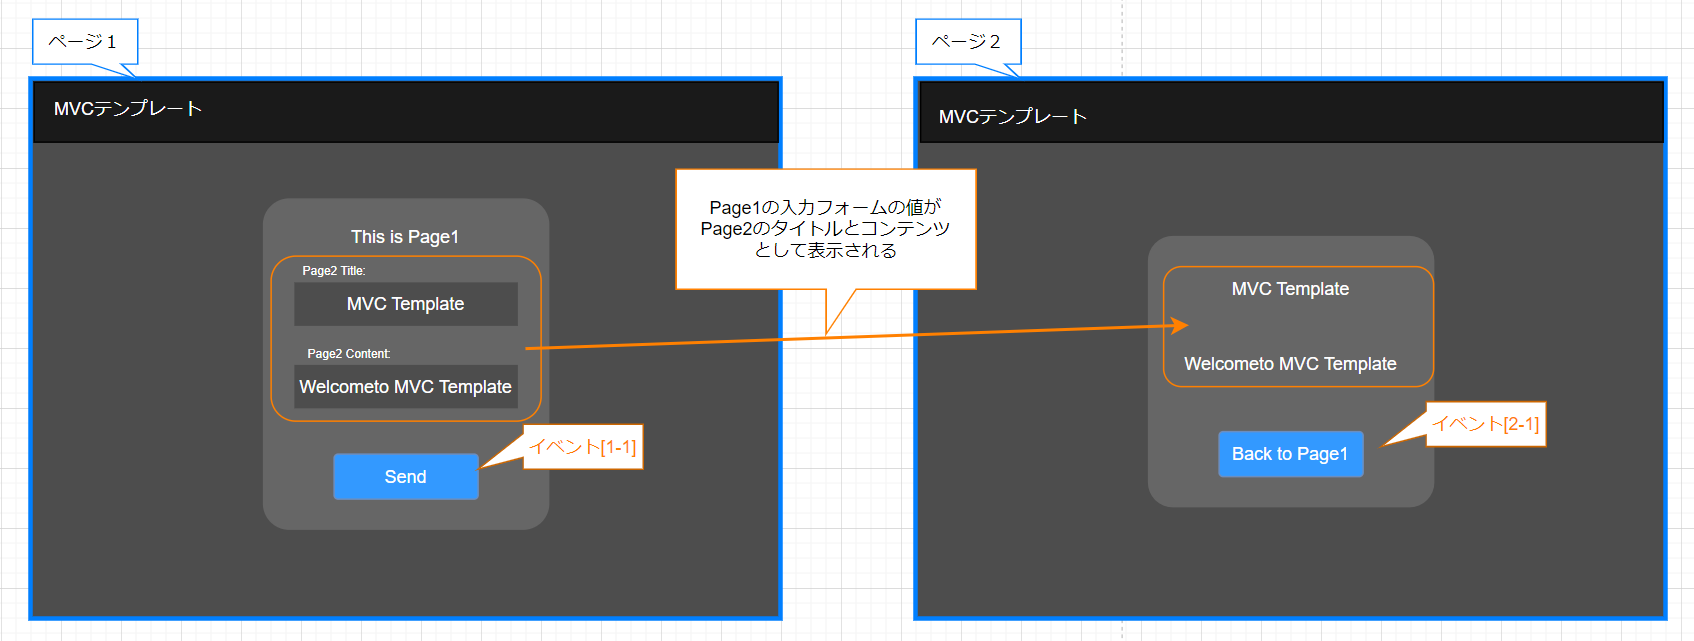 ページ１
MVCテンプレート
This is Page1
Page2 Title:
MVC Template
Page2 Content:
Welcometo MVC Template
イベント[1-1]
Send
Page1の入力フォームの値が
Page2のタイトルとコンテンツ
として表示される
ページ２
MVCテンプレート
MVC Template
Welcometo MVC Template
イベント[2-1]
Back to Page1